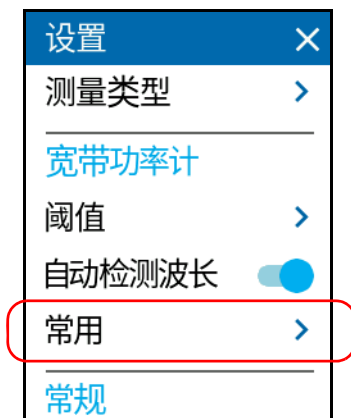 设置
测量类型
宽带功率计
阈值
自动检测波长
常用
常规